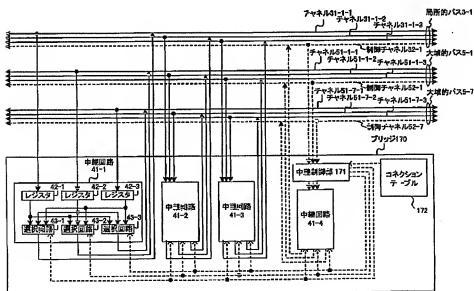 チャネル31-1-1
チャネル31-1-2
チャネル31-1-3
局所的バス3-1
制御チャネル32-1
チャネル51-1-1
チャネル51-1-2
チャネル51-1-3
大域的バス5-1
制御チャネル52-1
チャネル51-7-1
チャネル51-7-2
チャネル51-7-3
大域的バス5-7
制御チャネル52-7
ブリッジ170
中継回路
41-1
42-1
42-2
42-3
レジスタ
レジスタ
レジスタ
43-1
43-2
43-3
選択回路
選択回路
選択回路
中継回路
41-2
中継回路
41-3
中継制御部 171
中継回路
41-4
コネクション
テーブル
172